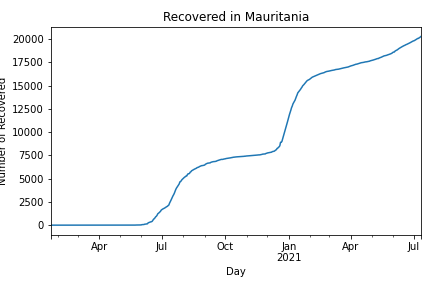 Recovered in Mauritania
Number of Recovered
20000
17500
15000
12500
10000
7500
5000
2500
0
Apr
Jul
Oct
Jan
2021
Apr
Jul
Day